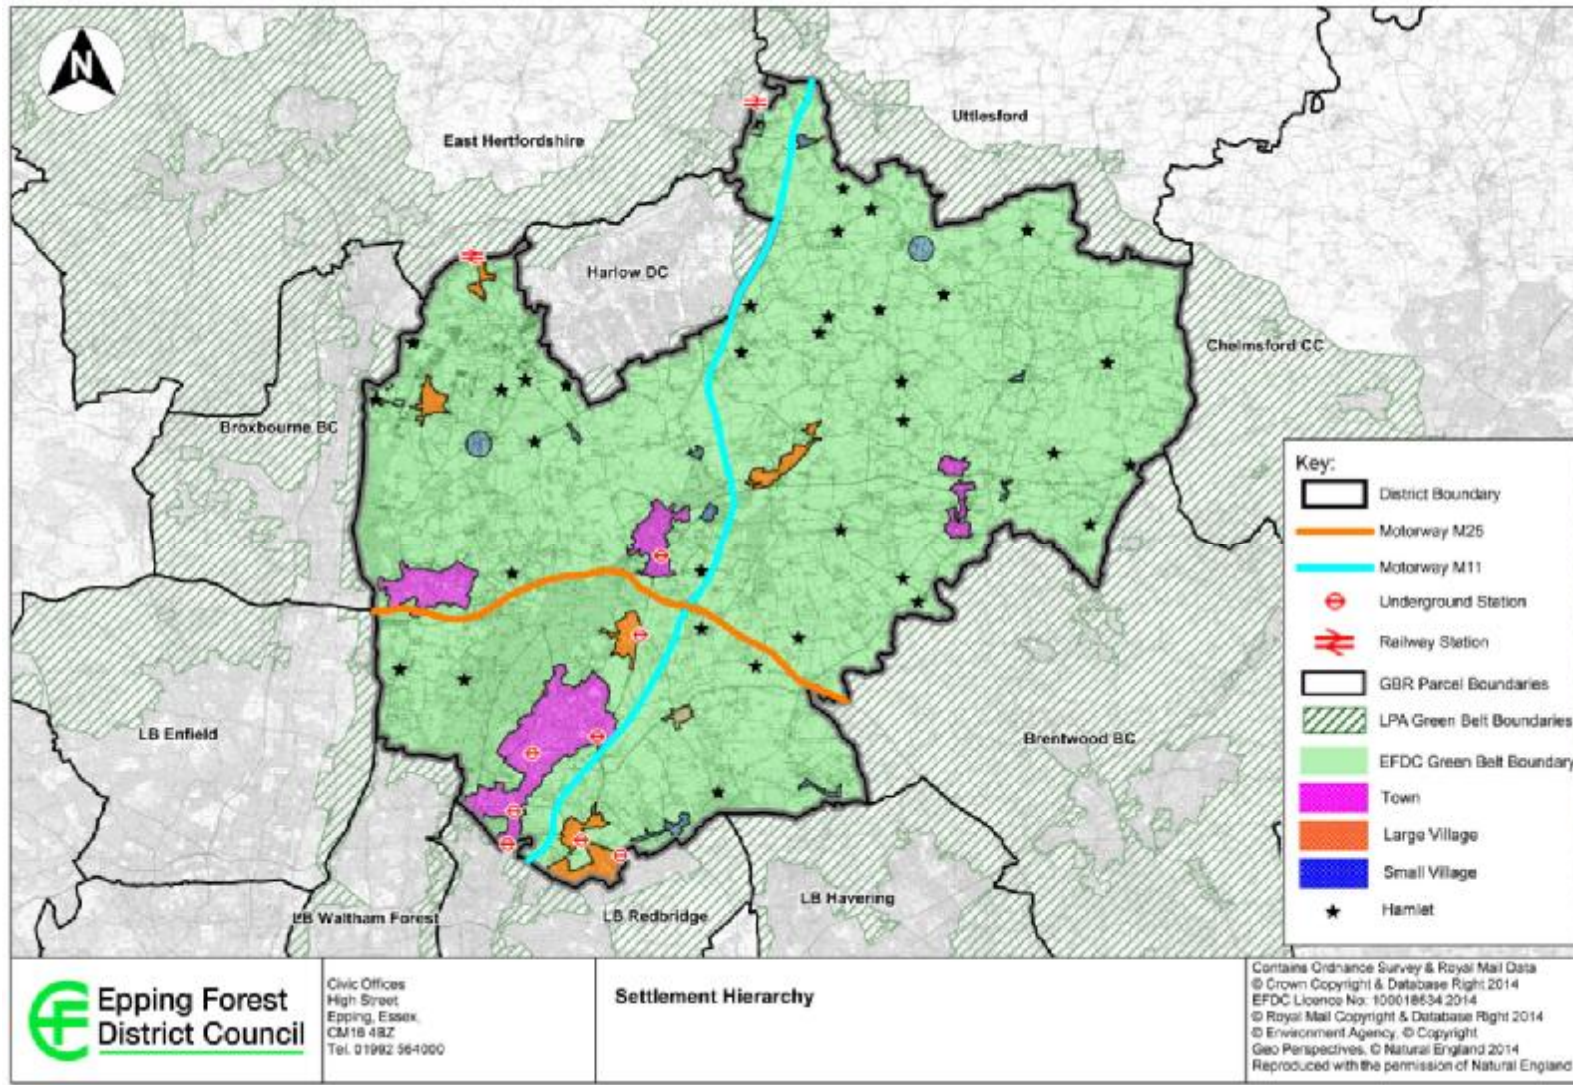 N
Uttlesford
East Hertfordshire
Harlow DC
Chelmsford CC
Broxbourne BC
LB Enfield
Brentwood BC
LB Havering
LB Waltham Forest
LB Redbridge
Key:
District Boundary
Motorway M25
Motorway M11
Underground Station
Railway Station
GBR Parcel Boundaries
LPA Green Belt Boundaries
EFDC Green Belt Boundary
Town
Large Village
Small Village
Hamlet
Epping Forest
District Council
Civic Offices
High Street
Epping, Essex,
CM16 4BZ
Tel. 01992 564000
Settlement Hierarchy
Contains Ordnance Survey & Royal Mail Data
© Crown Copyright & Database Right 2014
EFDC Licence No: 100018534 2014
© Royal Mail Copyright & Database Right 2014
© Environment Agency, © Copyright
Geo Perspectives, © Natural England 2014
Reproduced with the permission of Natural England